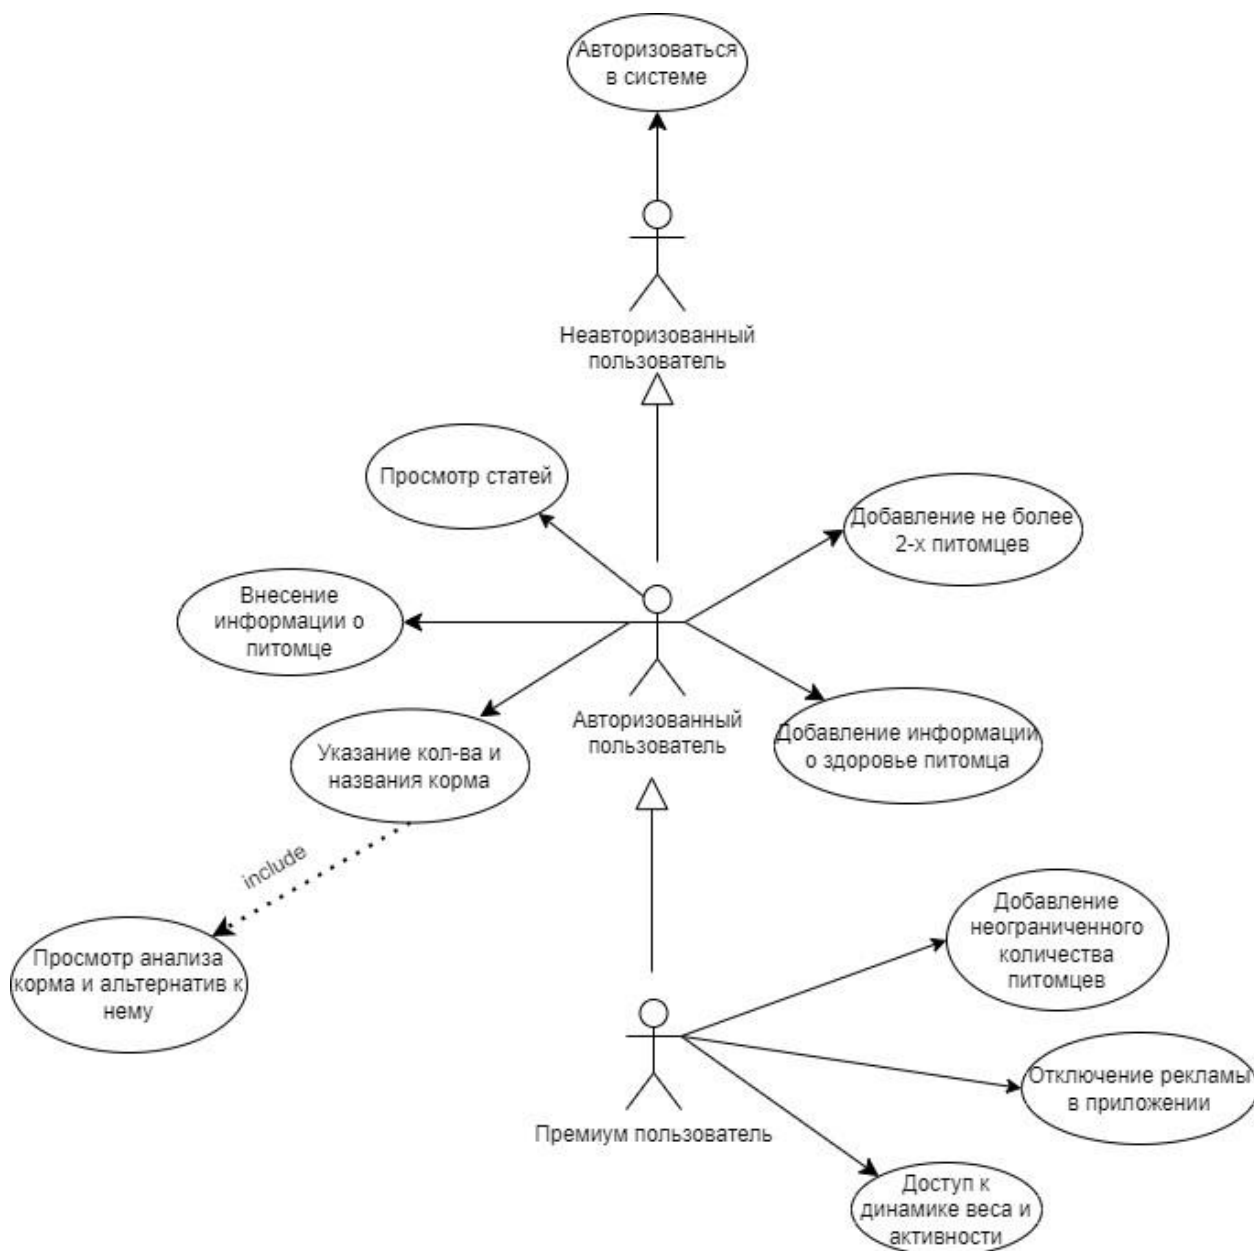 Авторизоваться
в системе
Неавторизованный
пользователь
Просмотр статей
Добавление не более
2-х питомцев
Внесение
информации о
питомце
Авторизованный
пользователь
Указание кол-ва и
названия корма
Добавление информации
о здоровье питомца
include
Просмотр анализа
корма и альтернатив к
нему
Добавление
неограниченного
количества
питомцев
Отключение рекламы
в приложении
Премиум пользователь
Доступ к
динамике веса и
активности